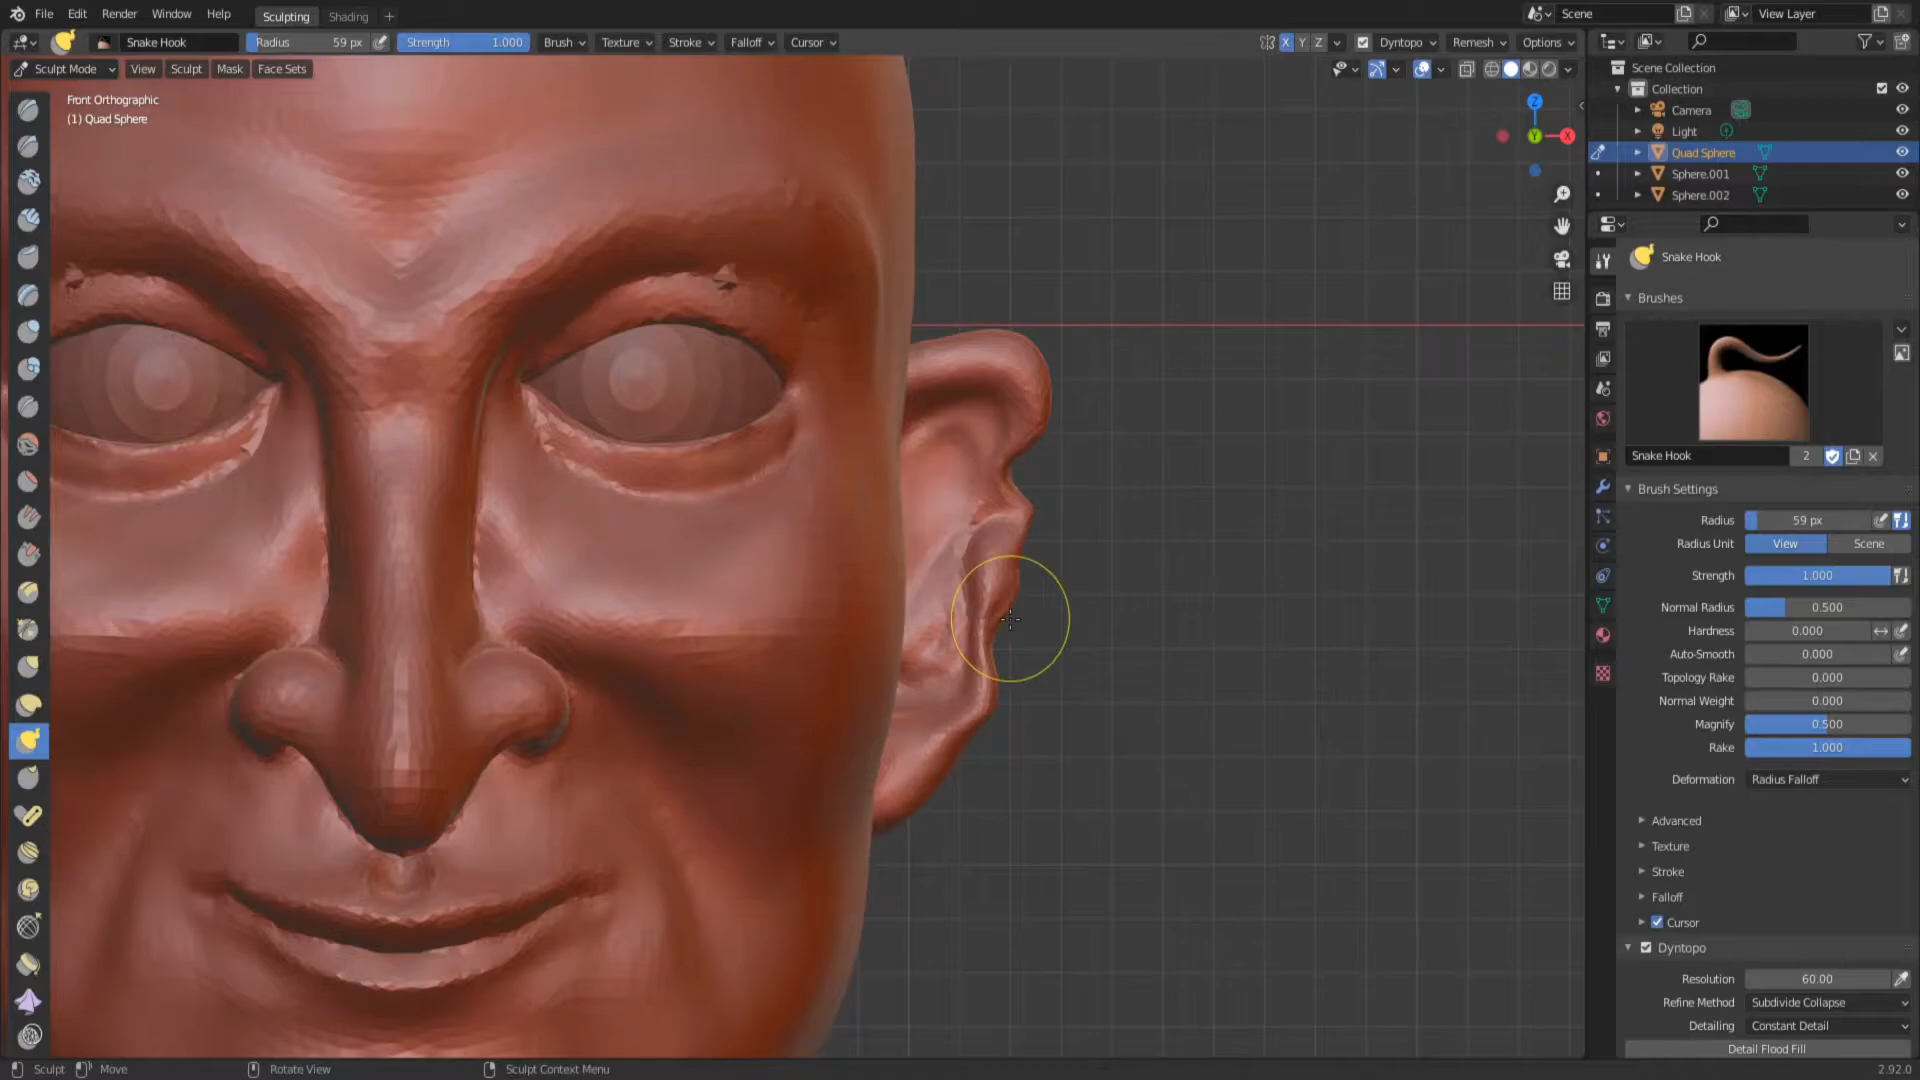 File Edit Render Window Help Sculpting Shading + Scene View Layer
Snake Hook Radius 59 px Strength 1.000 Brush Texture Stroke Falloff Cursor X Y Z Dyntopo Remesh Options
Sculpt Mode View Sculpt Mask Face Sets
Front Orthographic
(1) Quad Sphere
Z
Y
X
Scene Collection
Collection
Camera
Light
Quad Sphere
Sphere.001
Sphere.002
Snake Hook
Brushes
Snake Hook 2
Brush Settings
Radius 59 px
Radius Unit View Scene
Strength 1.000
Normal Radius 0.500
Hardness 0.000
Auto-Smooth 0.000
Topology Rake 0.000
Normal Weight 0.000
Magnify 0.500
Rake 1.000
Deformation Radius Falloff
Advanced
Texture
Stroke
Falloff
Cursor
Dyntopo
Resolution 60.00
Refine Method Subdivide Collapse
Detailing Constant Detail
Detail Flood Fill
Sculpt Move Rotate View Sculpt Context Menu 2.92.0